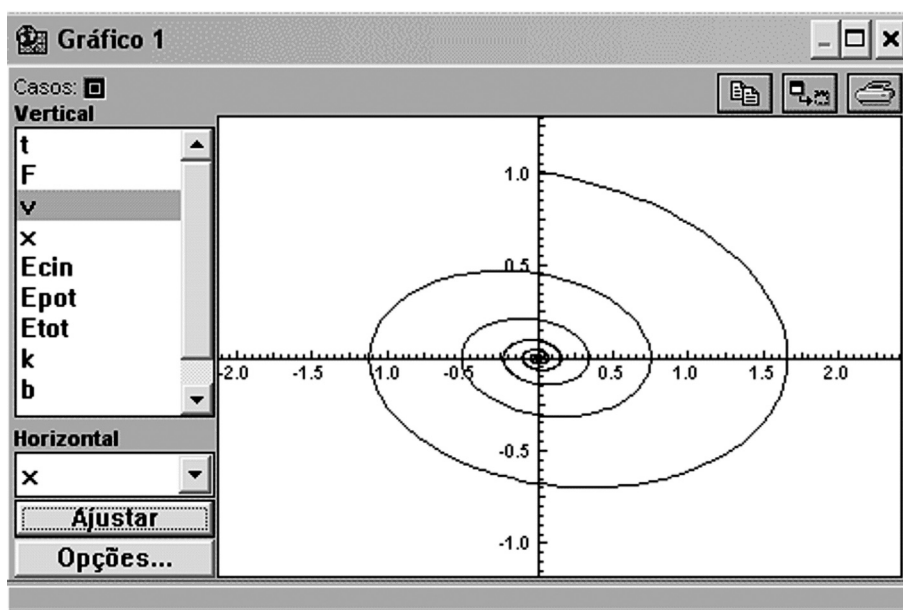 Gráfico 1
Casos:
Vertical
t
F
v
x
Ecin
Epot
Etot
k
b
Horizontal
x
Ajustar
Opções...
1.0
0.5
-2.0 -1.5 -1.0 -0.5 0.5 1.0 1.5 2.0
-0.5
-1.0